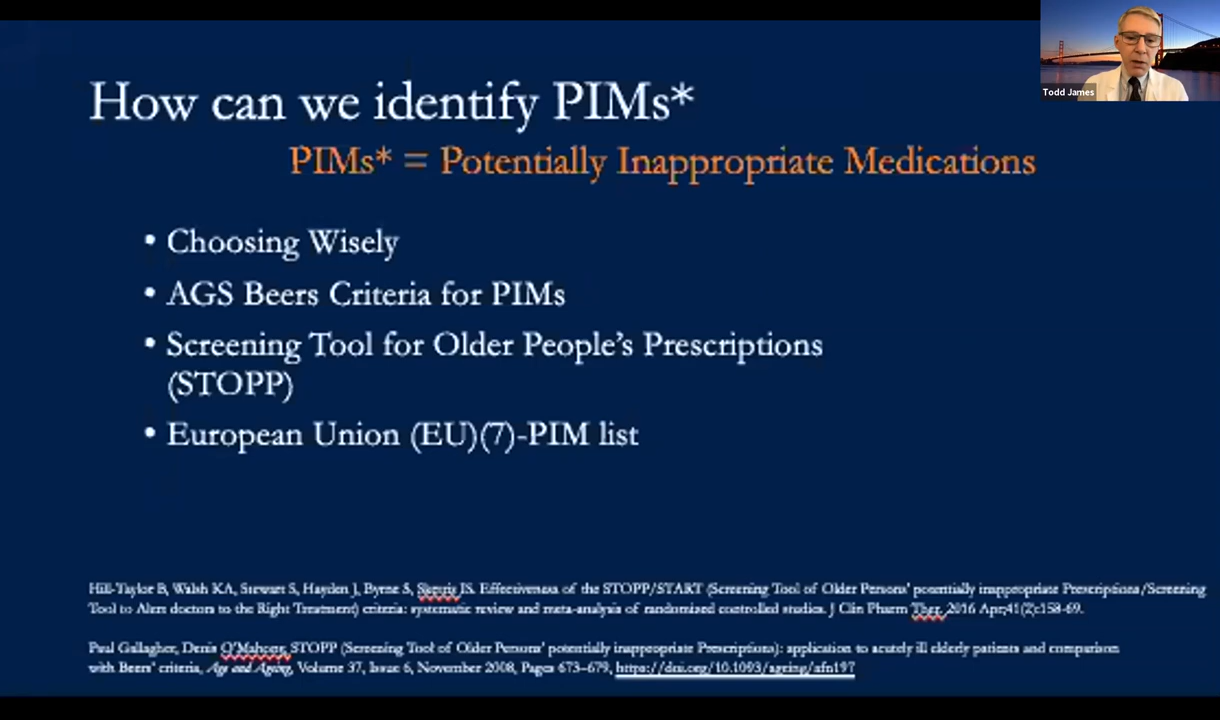 Todd James
How can we identify PIMs*
PIMs* = Potentially Inappropriate Medications
• Choosing Wisely
• AGS Beers Criteria for PIMs
• Screening Tool for Older People's Prescriptions
(STOPP)
• European Union (EU)(7)-PIM list
Hill-Taylor B, Walsh KA, Stewart S, Hayden J, Byrne S, JS. Effectiveness of the STOPP/START (Screening Tool of Older Persons' potentially inappropriate Prescriptions/Screening
Tool to Alert doctors to the Right Treatment) criteria: systematic review and meta-analysis of randomized controlled studies. J Clin Pharm Ther. 2016 Apr;41(2):158-69.
Paul Gallagher, Denis O'Mahony, STOPP (Screening Tool of Older Persons' potentially inappropriate Prescriptions): application to acutely ill elderly patients and comparison
with Beers' criteria, Age and Ageing, Volume 37, Issue 6, November 2008, Pages 673–679, https://doi.org/10.1093/ageing/afn197